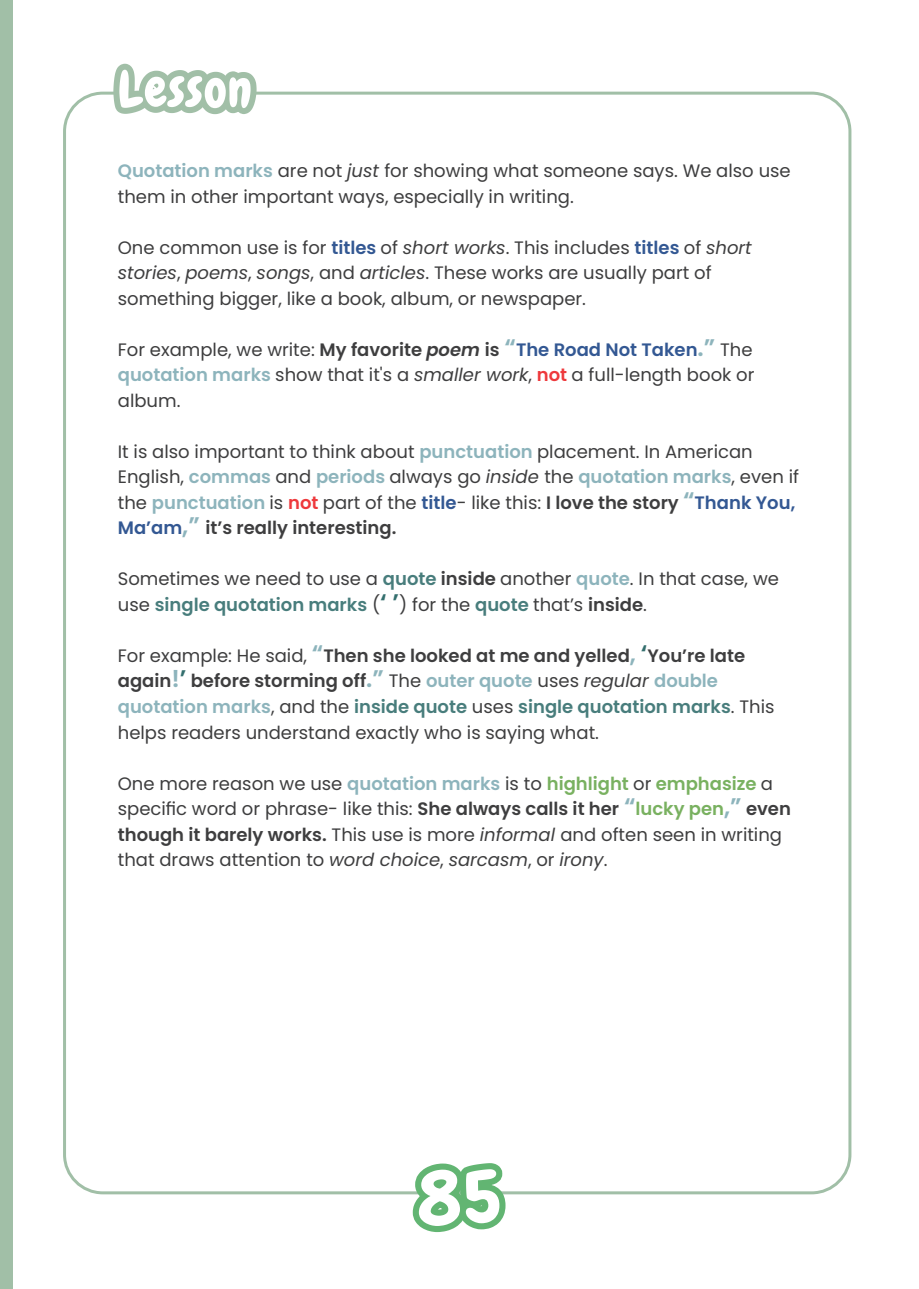 Lesson
Quotation marks are not just for showing what someone says. We also use
them in other important ways, especially in writing.
One common use is for titles of short works. This includes titles of short
stories, poems, songs, and articles. These works are usually part of
something bigger, like a book, album, or newspaper.
For example, we write: My favorite poem is “The Road Not Taken.” The
quotation marks show that it's a smaller work, not a full-length book or
album.
It is also important to think about punctuation placement. In American
English, commas and periods always go inside the quotation marks, even if
the punctuation is not part of the title- like this: I love the story “Thank You,
Ma’am,” it’s really interesting.
Sometimes we need to use a quote inside another quote. In that case, we
use single quotation marks (‘ ’) for the quote that’s inside.
For example: He said, “Then she looked at me and yelled, ‘You’re late
again!’ before storming off.” The outer quote uses regular double
quotation marks, and the inside quote uses single quotation marks. This
helps readers understand exactly who is saying what.
One more reason we use quotation marks is to highlight or emphasize a
specific word or phrase- like this: She always calls it her “lucky pen,” even
though it barely works. This use is more informal and often seen in writing
that draws attention to word choice, sarcasm, or irony.
85